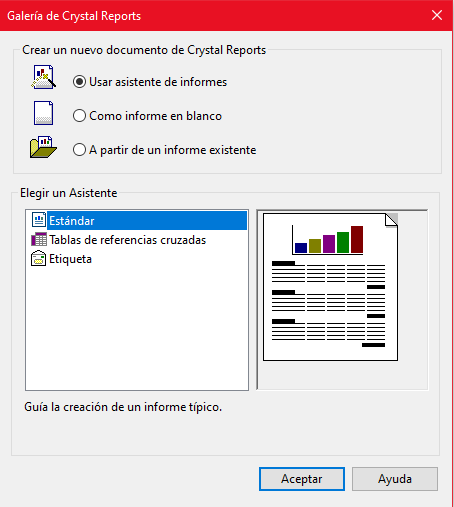 Galería de Crystal Reports
Crear un nuevo documento de Crystal Reports
Usar asistente de informes
Como informe en blanco
A partir de un informe existente
Elegir un Asistente
Estándar
Tablas de referencias cruzadas
Etiqueta
Guía la creación de un informe típico.
Aceptar
Ayuda